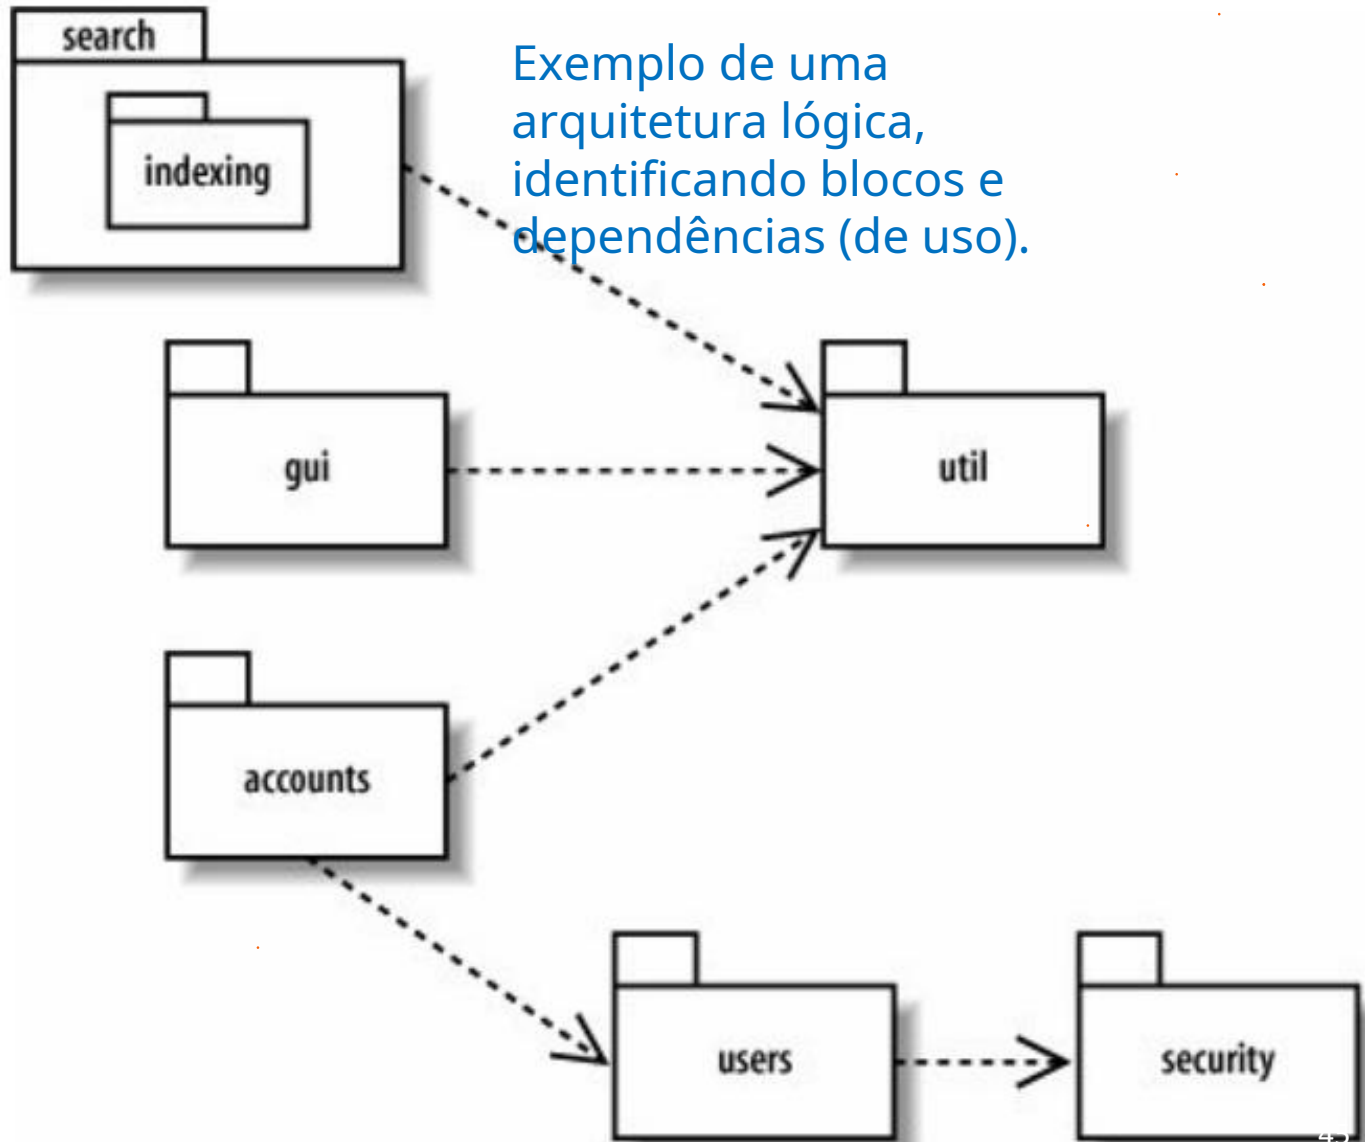 search
Exemplo de uma
arquitetura lógica,
identificando blocos e
dependências (de uso).
indexing
gui
util
accounts
users
security